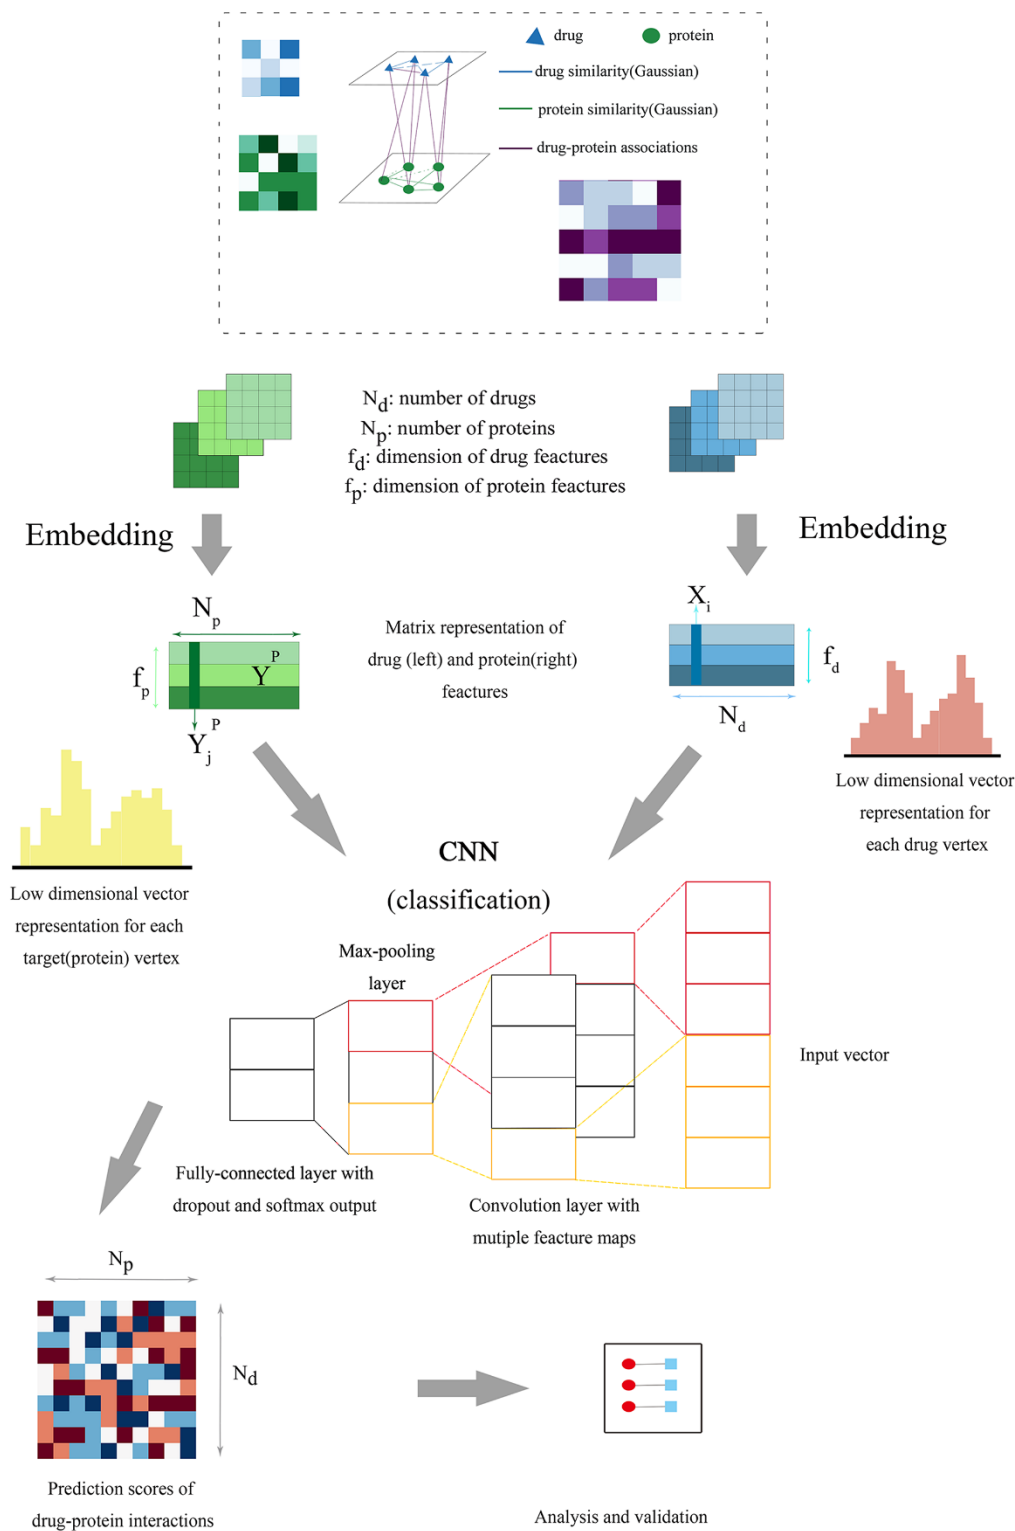 drug
protein
drug similarity(Gaussian)
protein similarity(Gaussian)
drug-protein associations
Nd: number of drugs
Np: number of proteins
fd: dimension of drug feactures
fp: dimension of protein feactures
Embedding
Embedding
Np
fp
Y P
Yj P
Matrix representation of
drug (left) and protein(right)
feactures
Xi
fd
Nd
Low dimensional vector
representation for
each drug vertex
Low dimensional vector
representation for each
target(protein) vertex
CNN
(classification)
Max-pooling
layer
Input vector
Fully-connected layer with
dropout and softmax output
Convolution layer with
mutiple feacture maps
Np
Nd
Prediction scores of
drug-protein interactions
Analysis and validation